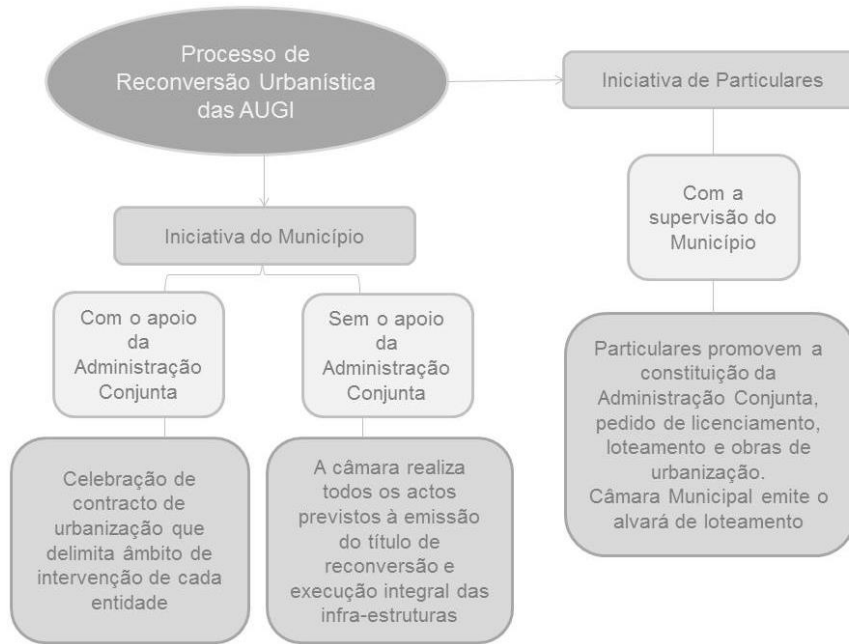 Processo de
Reconversão Urbanística
das AUGI
Iniciativa de Particulares
Com a
supervisão do
Município
Iniciativa do Município
Com o apoio
da
Administração
Conjunta
Sem o apoio
da
Administração
Conjunta
Particulares promovem a
constituição da
Administração Conjunta,
pedido de licenciamento,
loteamento e obras de
urbanização.
Câmara Municipal emite o
alvará de loteamento
Celebração de
contracto de
urbanização que
delimita âmbito de
intervenção de cada
entidade
A câmara realiza
todos os actos
previstos à emissão
do título de
reconversão e
execução integral das
infra-estruturas